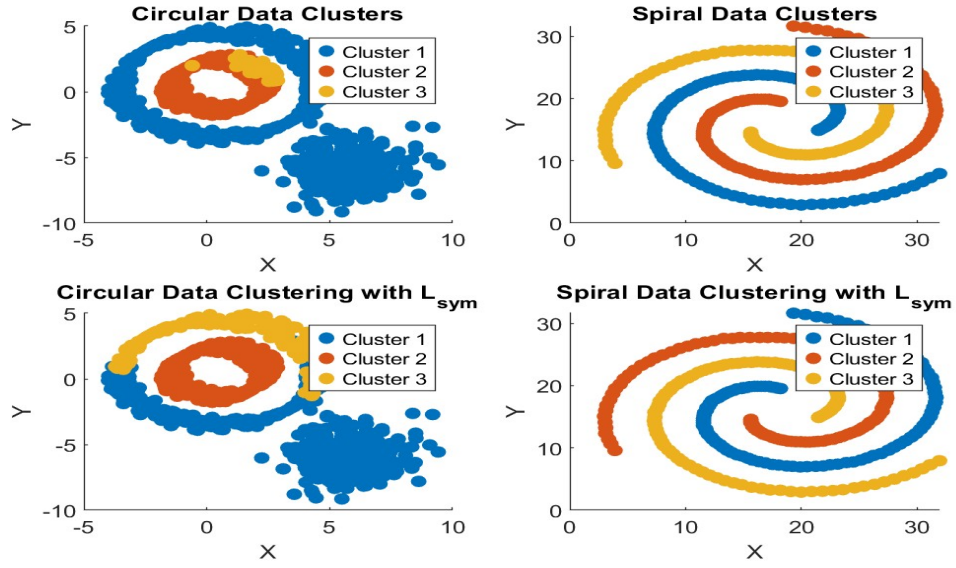 Circular Data Clusters
5
0
-5
-10
Y
-5
0
5
10
X
Cluster 1
Cluster 2
Cluster 3
Spiral Data Clusters
30
20
10
0
Y
0
10
20
30
X
Cluster 1
Cluster 2
Cluster 3
Circular Data Clustering with Lsym
5
0
-5
-10
Y
-5
0
5
10
X
Cluster 1
Cluster 2
Cluster 3
Spiral Data Clustering with Lsym
30
20
10
0
Y
0
10
20
30
X
Cluster 1
Cluster 2
Cluster 3